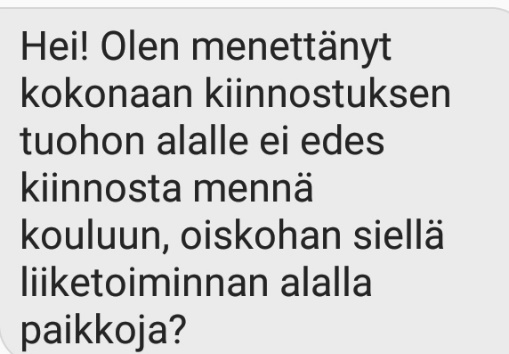 Hei! Olen menettänyt
kokonaan kiinnostuksen
tuohon alalle ei edes
kiinnosta mennä
kouluun, oiskohan siellä
liiketoiminnan alalla
paikkoja?